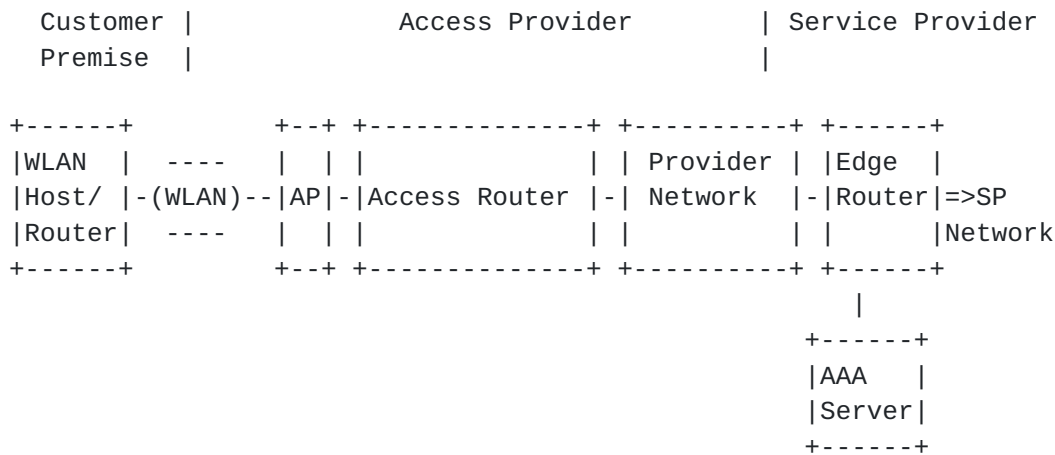 Customer | Access Provider | Service Provider
Premise | |
+------+ +--+ +--------------+ +----------+ +------+
|WLAN | ---- | | | | | Provider | |Edge |
|Host/ |-(WLAN)--|AP|-|Access Router |-| Network |-|Router|=>SP
|Router| ---- | | | | | | | |Network
+------+ +--+ +--------------+ +----------+ +------+
|
+------+
|AAA |
|Server|
+------+